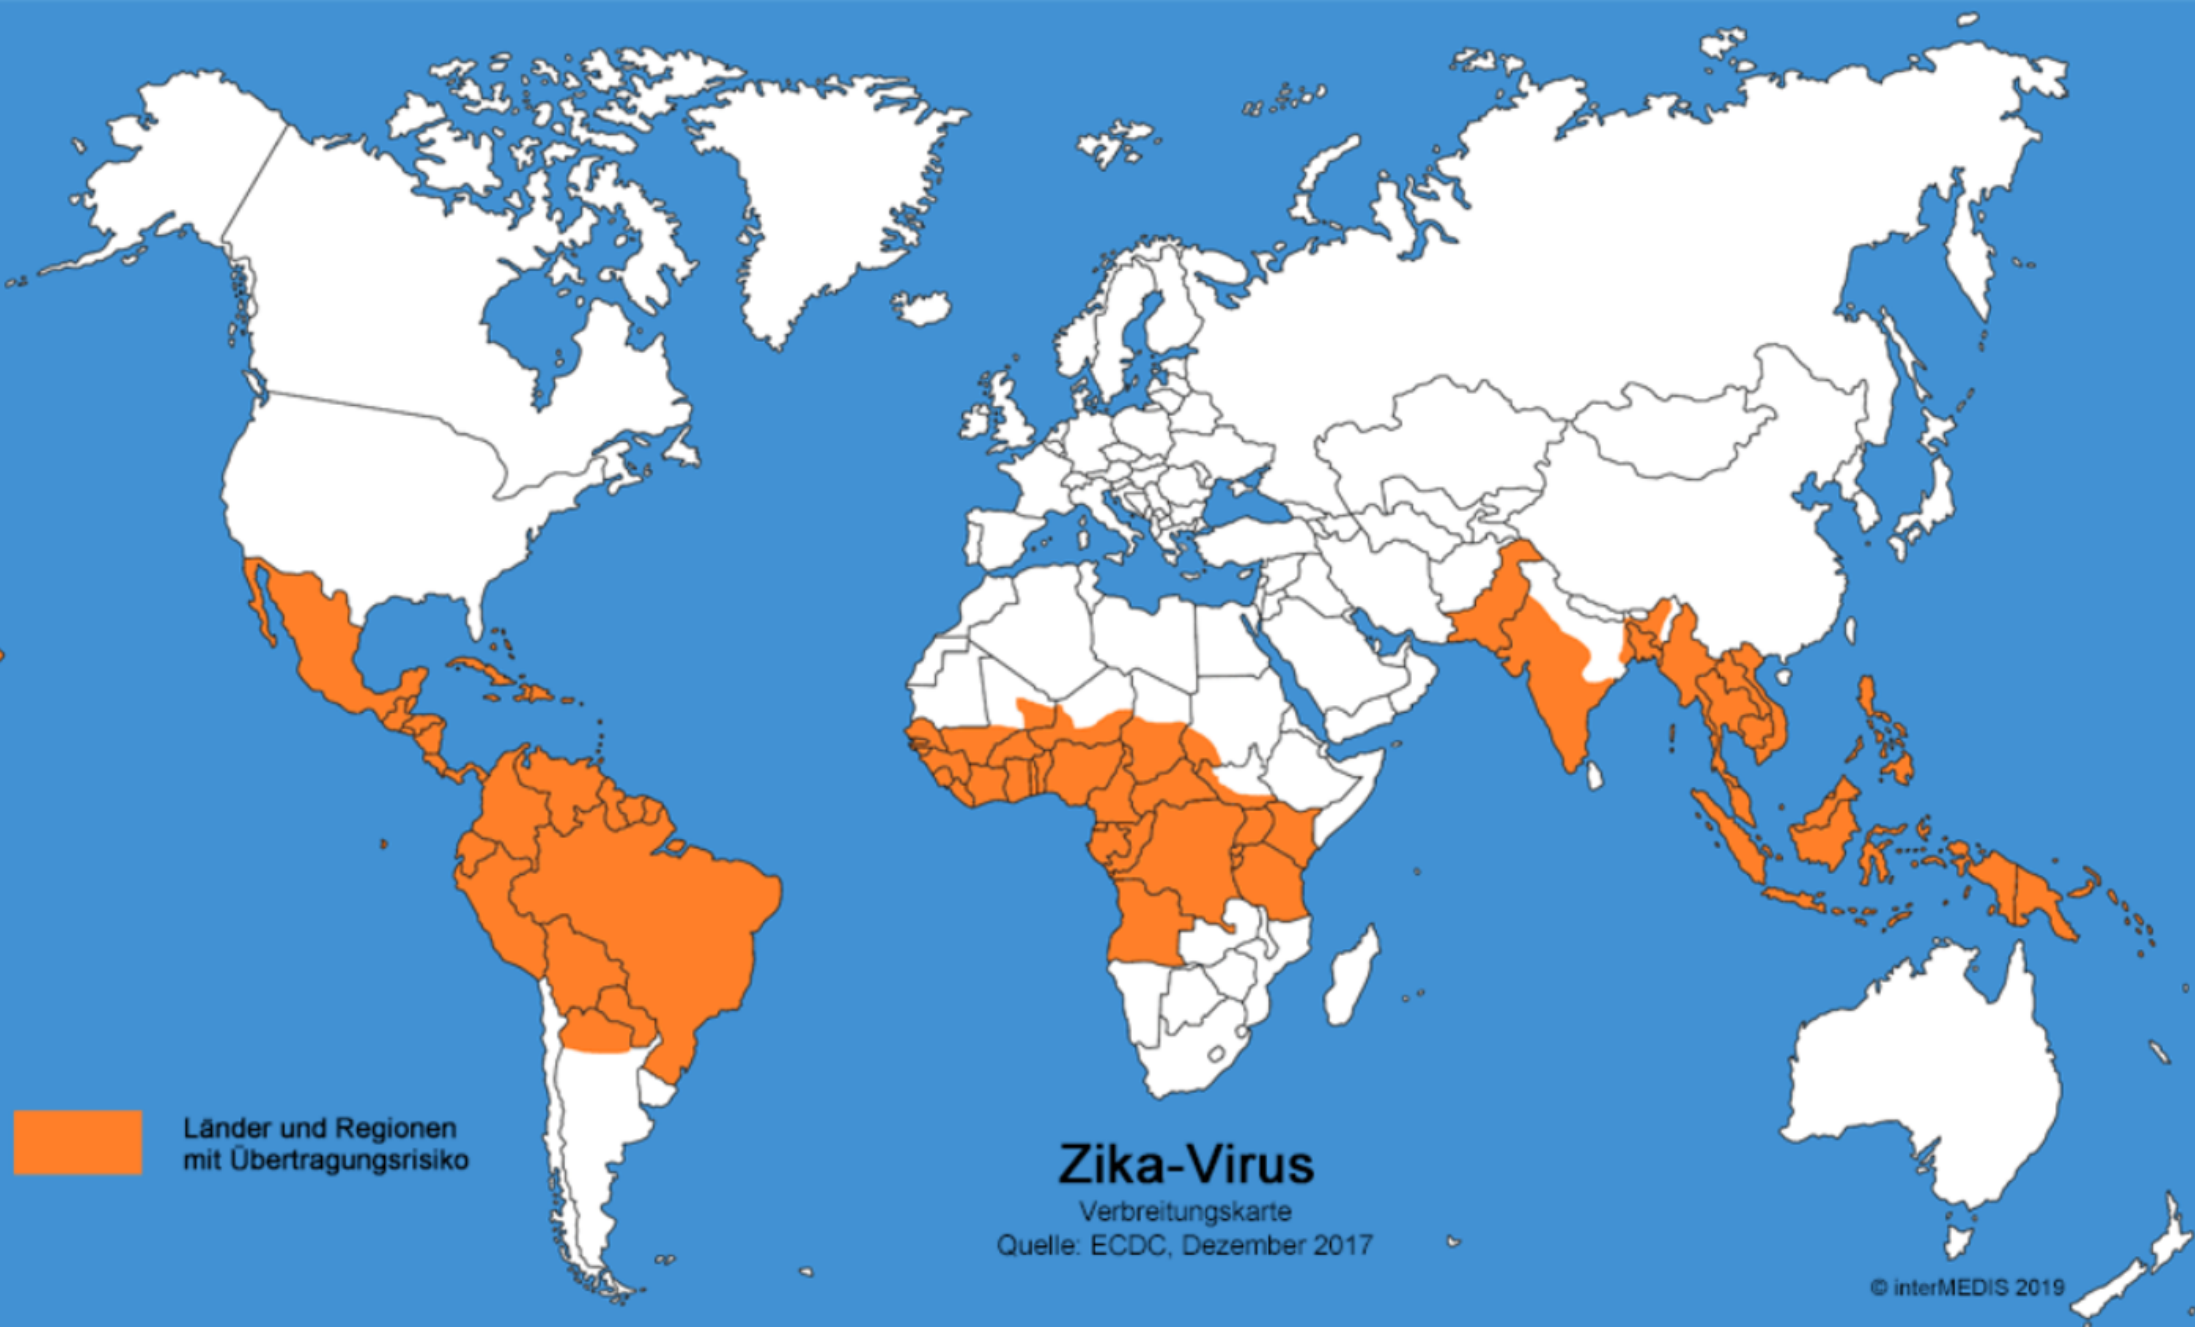 Länder und Regionen
mit Übertragungsrisiko
Zika-Virus
Verbreitungskarte
Quelle: ECDC, Dezember 2017
© interMEDIS 2019